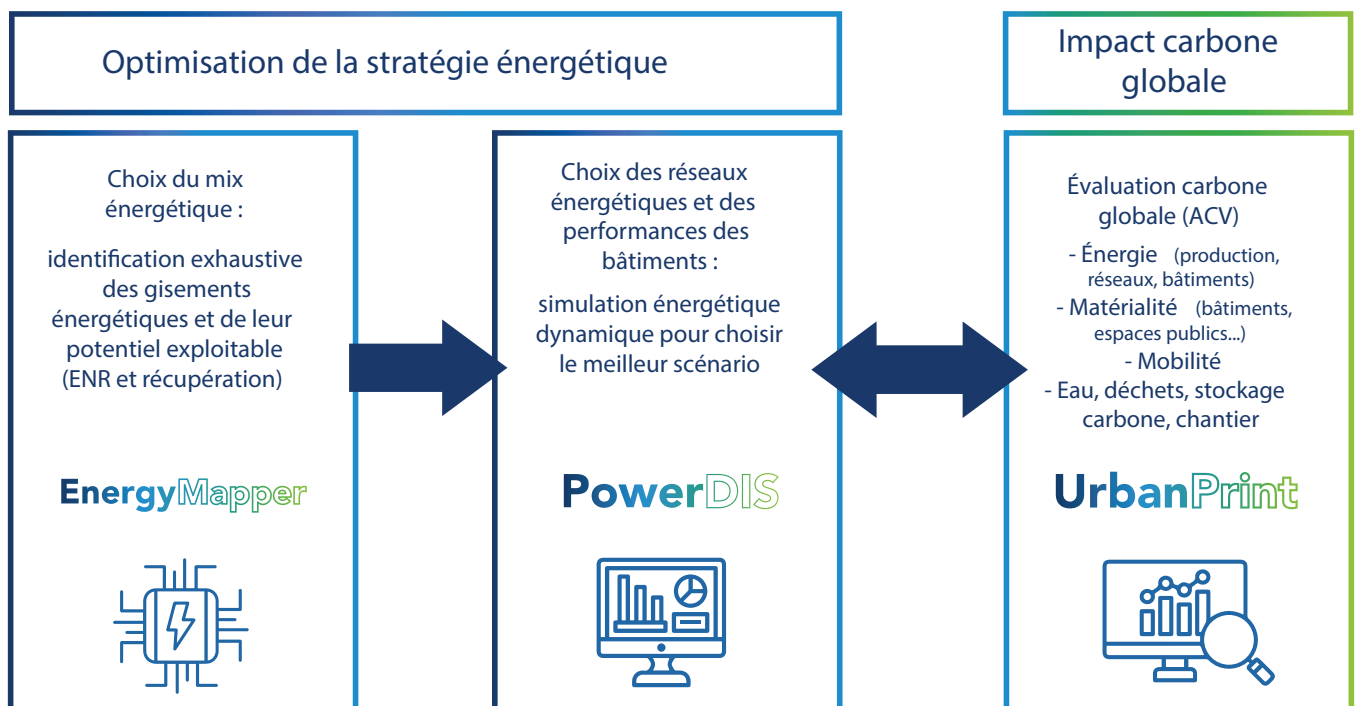 Optimisation de la stratégie énergétique
Impact carbone
globale
Choix du mix
énergétique :
identification exhaustive
des gisements
énergétiques et de leur
potentiel exploitable
(ENR et récupération)
EnergyMapper
Choix des réseaux
énergétiques et des
performances des
bâtiments :
simulation énergétique
dynamique pour choisir
le meilleur scénario
PowerDIS
Évaluation carbone
globale (ACV)
- Énergie (production,
réseaux, bâtiments)
- Matérialité (bâtiments,
espaces publics...)
- Mobilité
- Eau, déchets, stockage
carbone, chantier
UrbanPrint